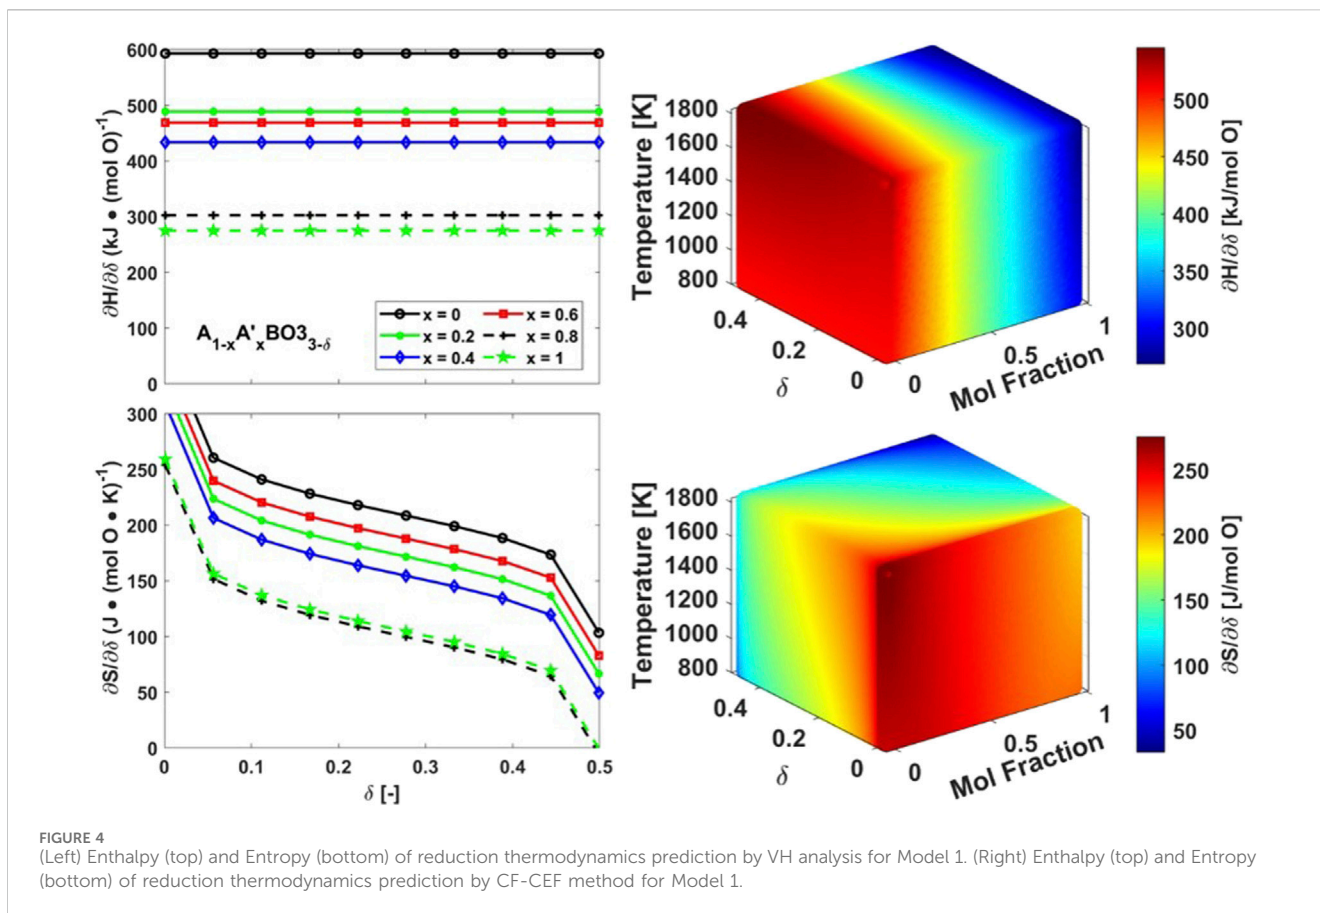 600
500
400
300
200
100
0
∂H/∂δ (kJ • (mol O)⁻¹
A₁₋ₓA'ₓBO3₃₋δ
x = 0
x = 0.2
x = 0.4
x = 0.6
x = 0.8
x = 1
1800
1600
1400
1200
1000
800
Temperature [K]
0.4
0.2
0
δ
0
0.5
1
Mol Fraction
500
450
400
350
300
∂H/∂δ [kJ/mol O]
300
250
200
150
100
50
0
∂S/∂δ (J • (mol O • K)⁻¹
0
0.1
0.2
0.3
0.4
0.5
δ [-]
1800
1600
1400
1200
1000
800
Temperature [K]
0.4
0.2
0
δ
0
0.5
1
Mol Fraction
250
200
150
100
50
∂S/∂δ [J/mol O]
FIGURE 4
(Left) Enthalpy (top) and Entropy (bottom) of reduction thermodynamics prediction by VH analysis for Model 1. (Right) Enthalpy (top) and Entropy
(bottom) of reduction thermodynamics prediction by CF-CEF method for Model 1.